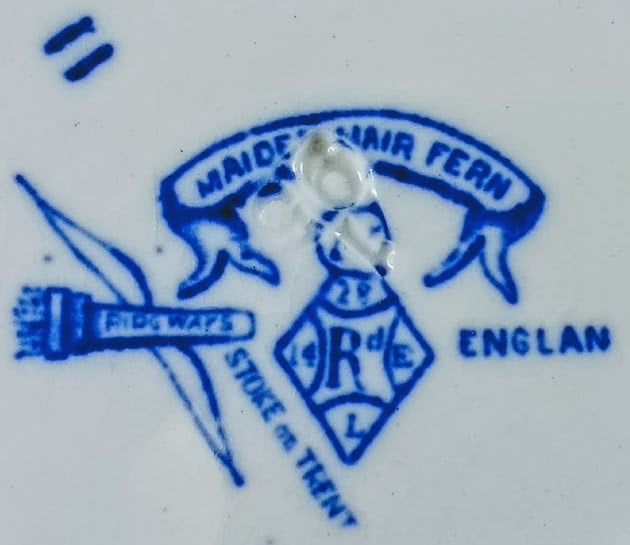 MAIDEN HAIR FERN
29
14 Rd E
L
RIDGWAYS
STOKE on TRENT
ENGLAN